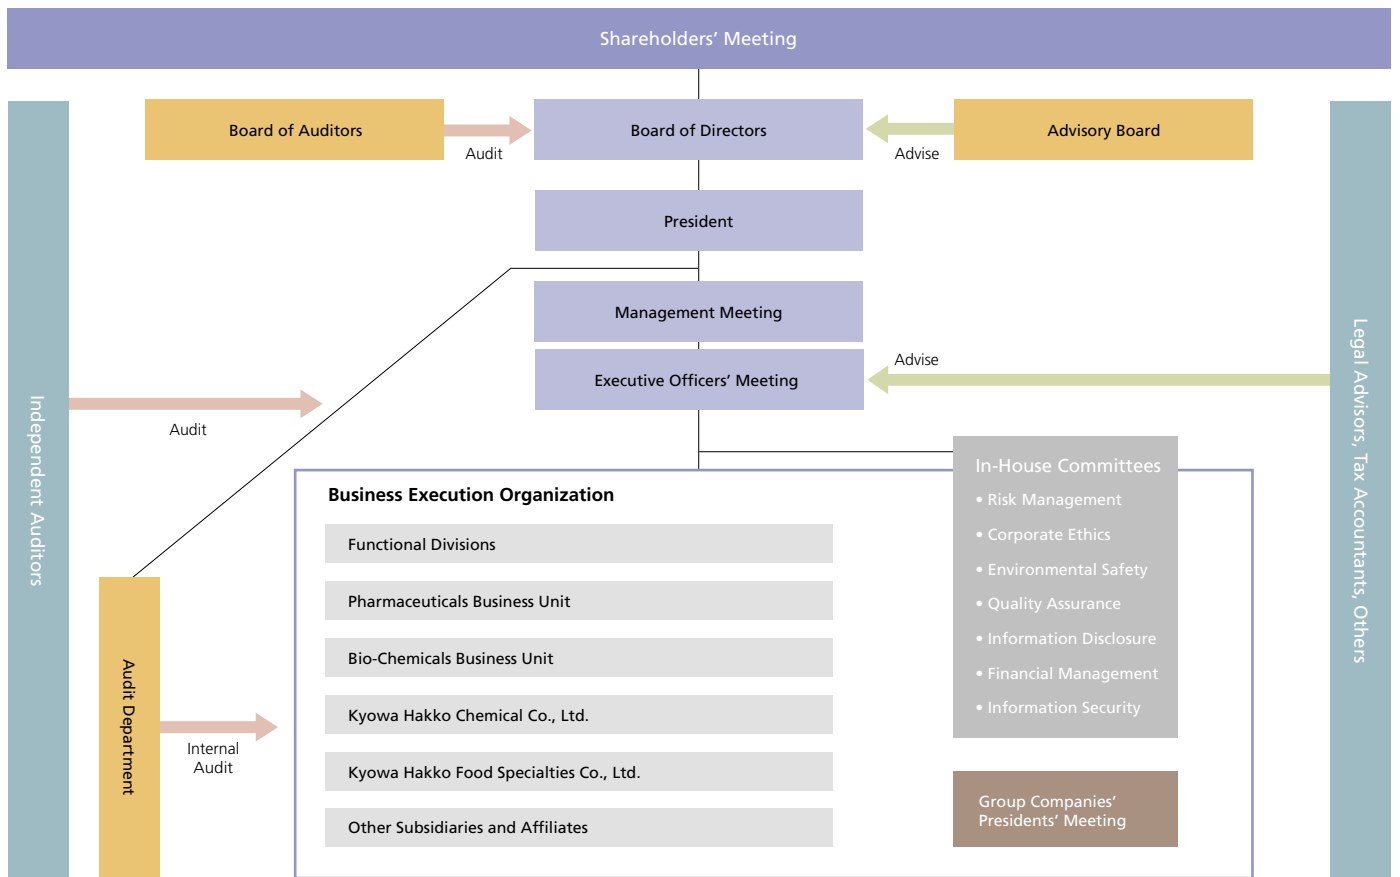 Shareholders’ Meeting
Board of Auditors
Audit
Board of Directors
Advise
Advisory Board
President
Management Meeting
Executive Officers’ Meeting
Advise
Independent Auditors
Audit
Legal Advisors, Tax Accountants, Others
In-House Committees
• Risk Management
• Corporate Ethics
• Environmental Safety
• Quality Assurance
• Information Disclosure
• Financial Management
• Information Security
Business Execution Organization
Functional Divisions
Pharmaceuticals Business Unit
Bio-Chemicals Business Unit
Kyowa Hakko Chemical Co., Ltd.
Kyowa Hakko Food Specialties Co., Ltd.
Other Subsidiaries and Affiliates
Audit Department
Internal
Audit
Group Companies’
Presidents’ Meeting